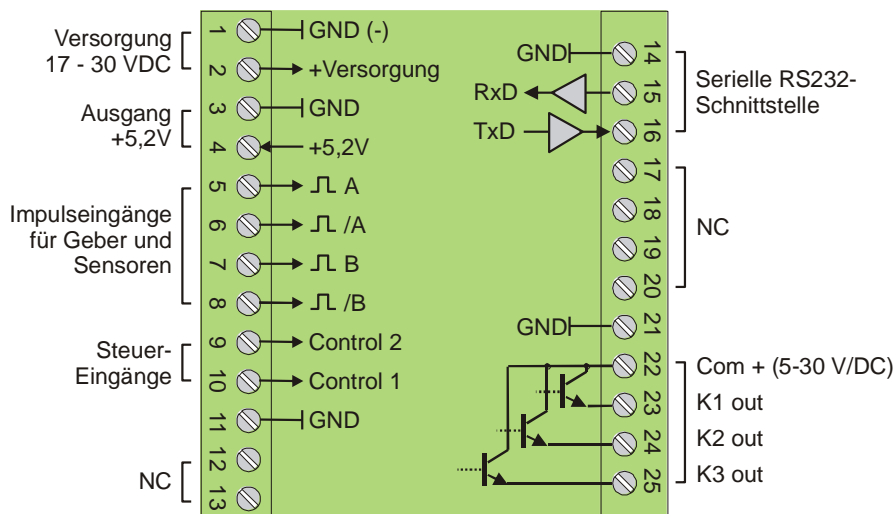 Versorgung
17 - 30 VDC
Ausgang
+5,2V
Impulseingänge
für Geber und
Sensoren
Steuer-
Eingänge
NC
1 GND (-)
2 +Versorgung
3 GND
4 +5,2V
5 A
6 /A
7 B
8 /B
9 Control 2
10 Control 1
11 GND
12
13
GND 14
RxD 15
TxD 16
17
18
19
20
GND 21
22
23
24
25
Serielle RS232-
Schnittstelle
NC
Com + (5-30 V/DC)
K1 out
K2 out
K3 out